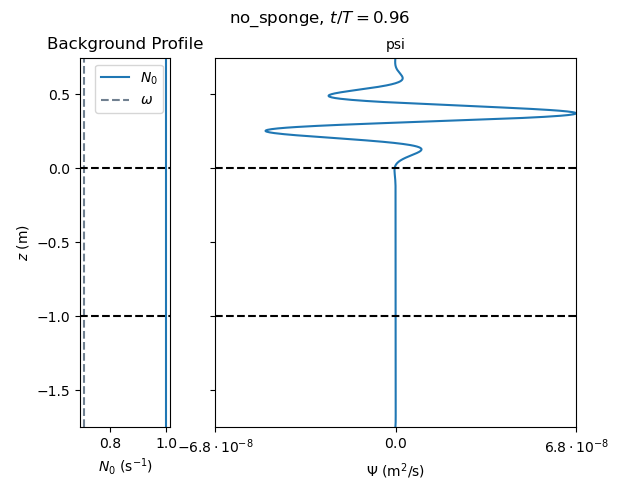 no_sponge, t/T = 0.96
Background Profile
psi
N₀
ω
0.5
0.0
−0.5
−1.0
−1.5
z (m)
0.8
1.0
N₀ (s⁻¹)
−6.8 · 10⁻⁸
0.0
6.8 · 10⁻⁸
Ψ (m²/s)